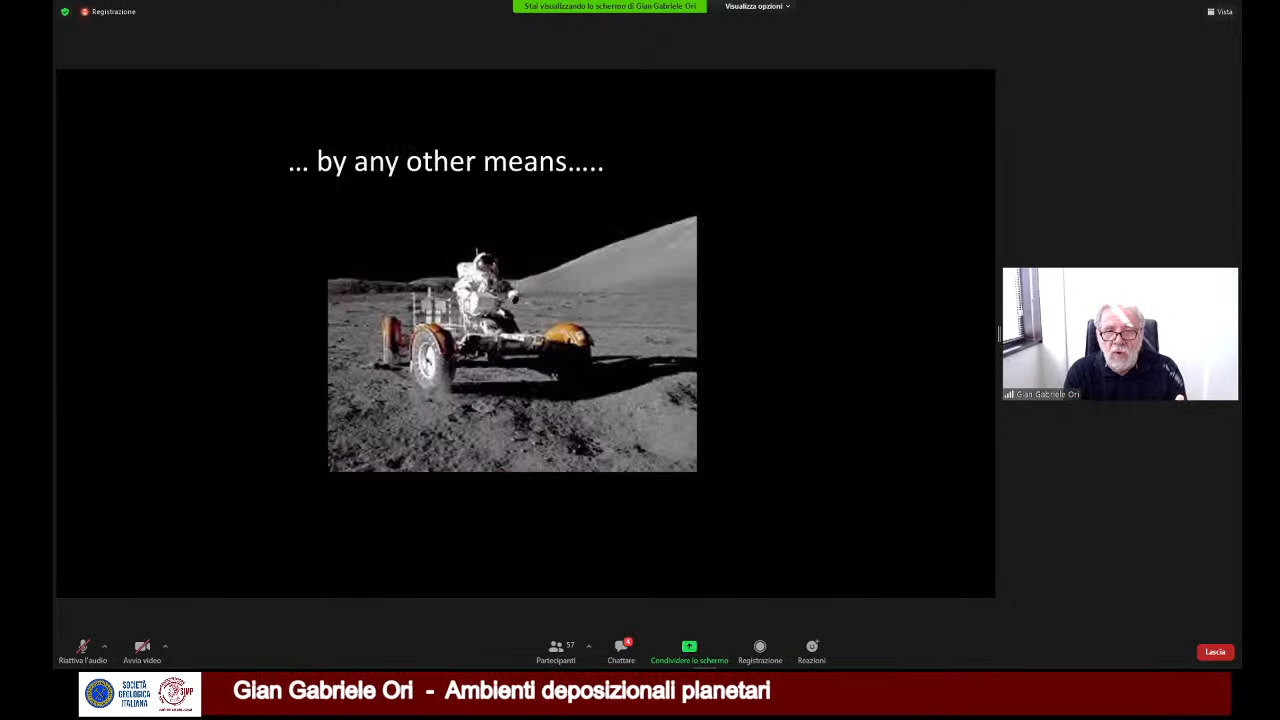 Registrazione
Stai visualizzando lo schermo di Gian Gabriele Ori
Visualizza opzioni
Vista
... by any other means.....
Gian Gabriele Ori
Riattiva l'audio
Avvia video
57
Partecipanti
4
Chattare
Condividere lo schermo
Registrazione
Reazioni
Lascia
SOCIETÀ
GEOLOGICA
ITALIANA
Gian Gabriele Ori - Ambienti deposizionali planetari